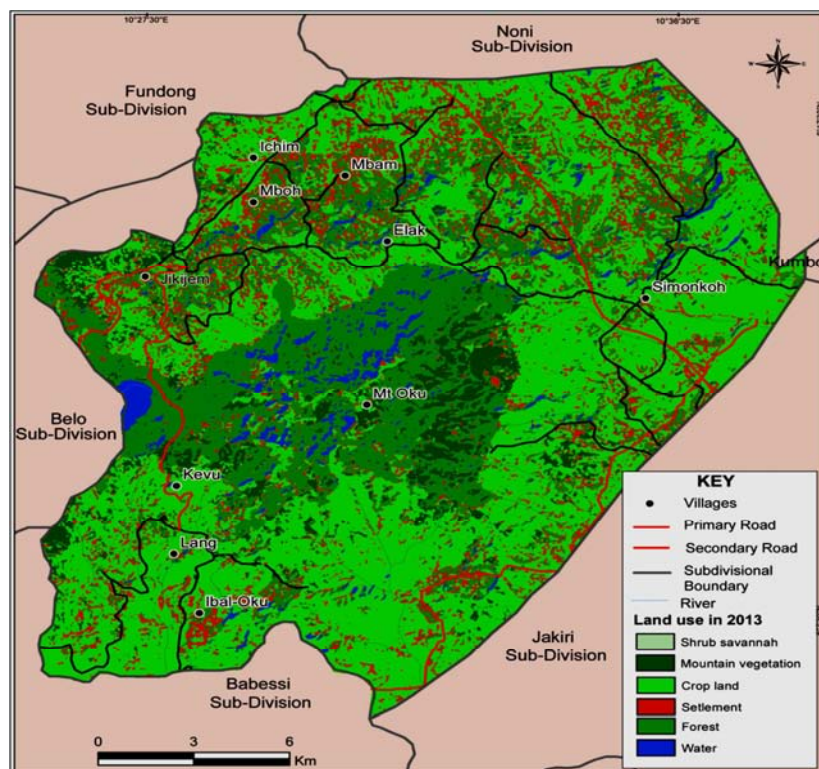 10°27'30"E
10°36'30"E
Noni
Sub-Division
N
W
E
S
Fundong
Sub-Division
Ichim
Mbam
Mboh
Elak
Kumbo
Jikijem
Simonkoh
Mt Oku
Belo
Sub-Division
Kevu
Lang
Ibal-Oku
Jakiri
Sub-Division
Babessi
Sub-Division
KEY
Villages
Primary Road
Secondary Road
Subdivisional
Boundary
River
Land use in 2013
Shrub savannah
Mountain vegetation
Crop land
Setlement
Forest
Water
0 3 6
Km